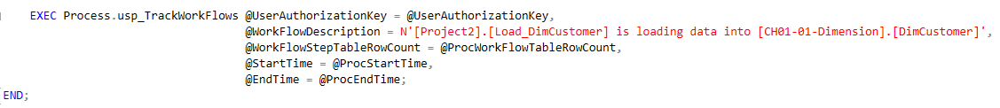 EXEC Process.usp_TrackWorkFlows @UserAuthorizationKey = @UserAuthorizationKey,
@WorkFlowDescription = N'[Project2].[Load_DimCustomer] is loading data into [CH01-01-Dimension].[DimCustomer]',
@WorkFlowStepTableRowCount = @ProcWorkFlowTableRowCount,
@StartTime = @ProcStartTime,
@EndTime = @ProcEndTime;
END;